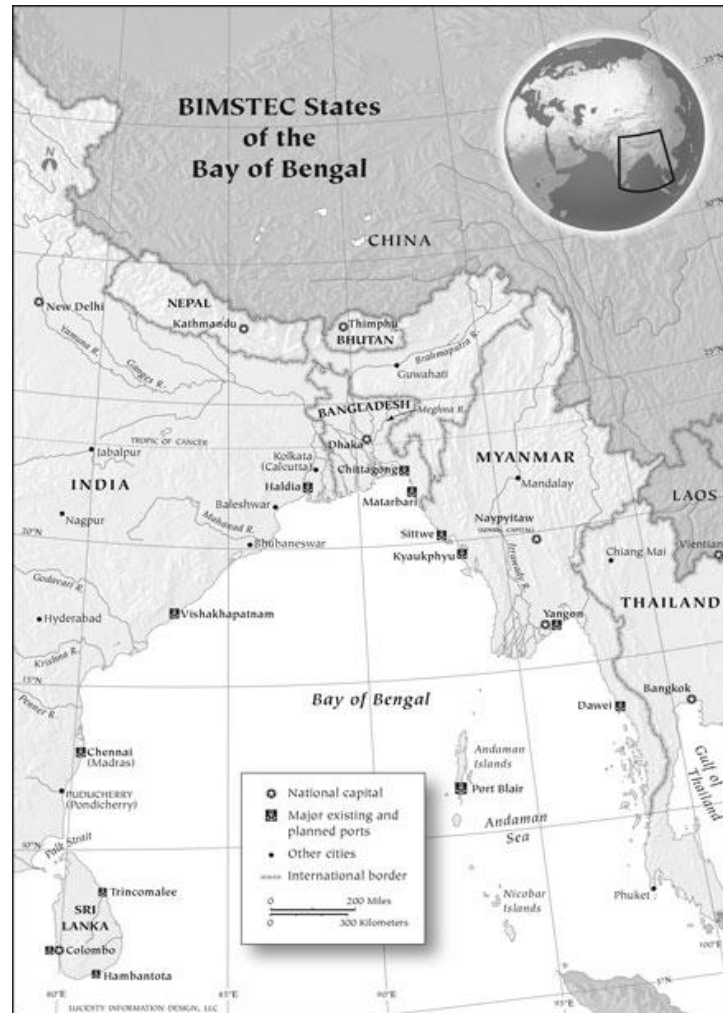 BIMSTEC States
of the
Bay of Bengal
N
35°N
30°N
CHINA
NEPAL
New Delhi
Kathmandu
Thimphu
BHUTAN
25°N
Yamuna R.
Ganges R.
Brahmaputra R.
Guwahati
BANGLADESH
Meghna R.
TROPIC OF CANCER
Dhaka
Jabalpur
Kolkata
(Calcutta)
Chittagong
MYANMAR
INDIA
Haldia
Matarbari
Mandalay
LAOS
Baleshwar
Nagpur
Mahanad R.
Naypyitaw
Sittwe
20°N
Bhubaneswar
Kyaukphyu
Irrawady R.
Chiang Mai
Vientian
Godavari R.
THAILAND
Hyderabad
Vishakhapatnam
Yangon
Krishna R.
15°N
Bay of Bengal
Bangkok
Dawei
Penner R.
Chennai
(Madras)
Andaman
Islands
Gulf of
Thailand
PUDUCHERRY
(Pondicherry)
Port Blair
Andaman
Sea
10°N
Palk Strait
National capital
Major existing and
planned ports
Other cities
International border
0 200 Miles
0 300 Kilometers
Trincomalee
Nicobar
Islands
Phuket
SRI
LANKA
Colombo
100°E
Hambantota
5°N
80°E
85°E
90°E
95°E
LUCIDITY INFORMATION DESIGN, LLC